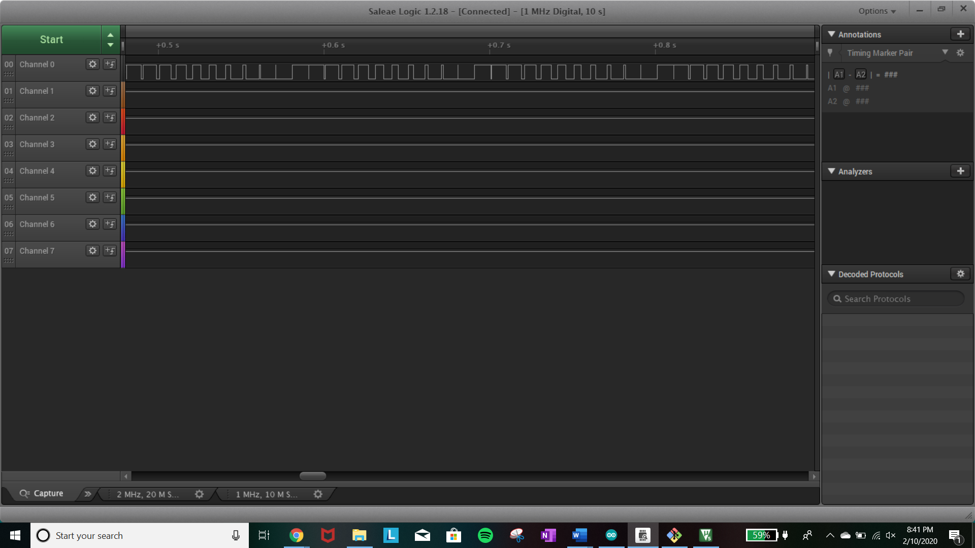 Saleae Logic 1.2.18 - [Connected] - [1 MHz Digital, 10 s]
Options
Start
+0.5 s
+0.6 s
+0.7 s
+0.8 s
00 Channel 0
01 Channel 1
02 Channel 2
03 Channel 3
04 Channel 4
05 Channel 5
06 Channel 6
07 Channel 7
Annotations
Timing Marker Pair
| A1 - A2 | = ###
A1 @ ###
A2 @ ###
Analyzers
Decoded Protocols
Search Protocols
Capture
2 MHz, 20 M S...
1 MHz, 10 M S...
Start your search
59%
8:41 PM
2/10/2020
1